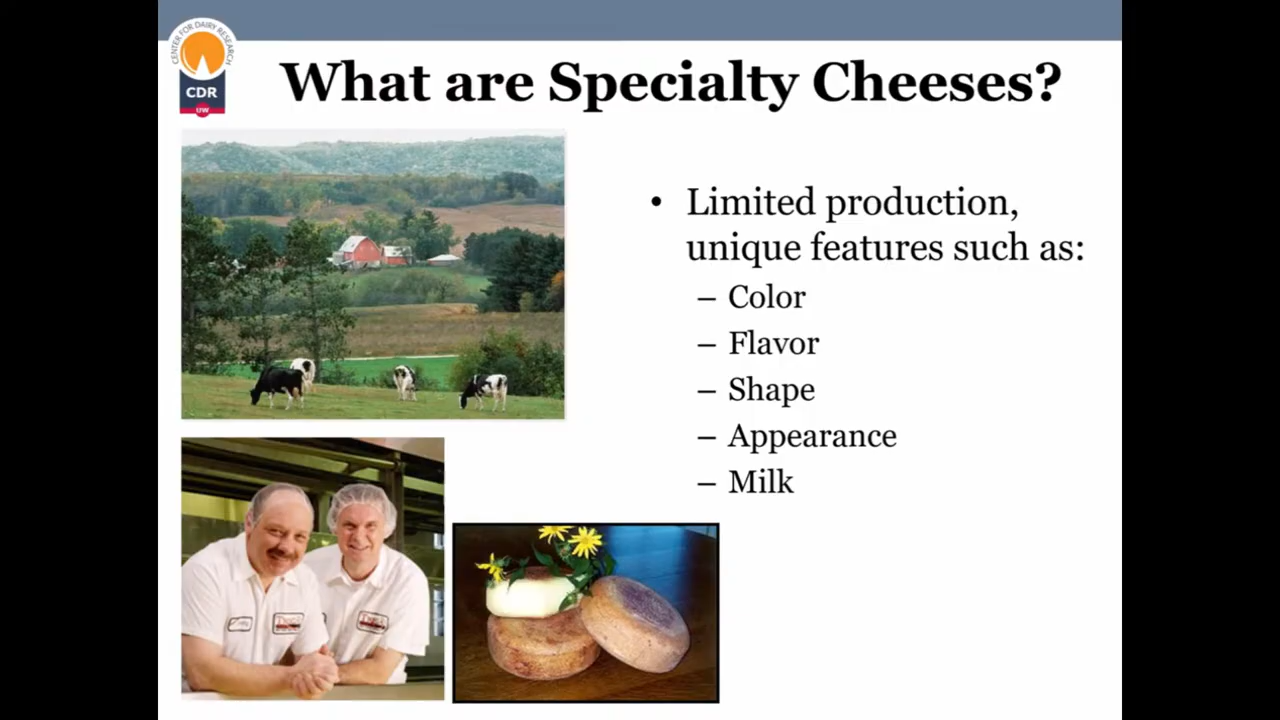 CENTER FOR DAIRY RESEARCH
CDR
UW
What are Specialty Cheeses?
• Limited production,
unique features such as:
– Color
– Flavor
– Shape
– Appearance
– Milk